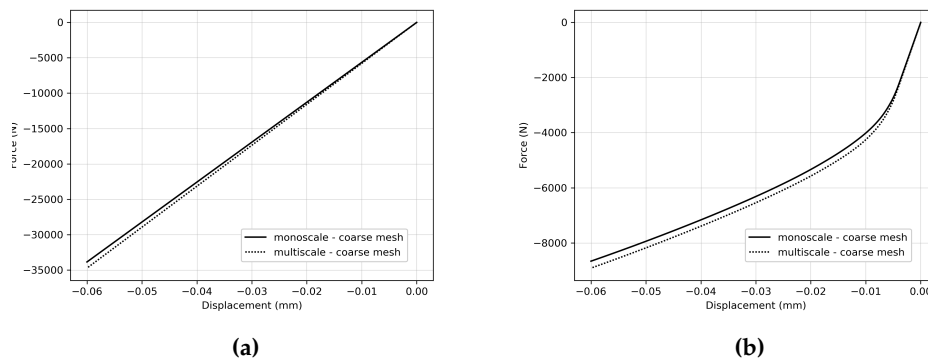 0
−5000
−10000
−15000
−20000
−25000
−30000
−35000
Force (N)
monoscale - coarse mesh
multiscale - coarse mesh
−0.06 −0.05 −0.04 −0.03 −0.02 −0.01 0.00
Displacement (mm)
(a)
0
−2000
−4000
−6000
−8000
Force (N)
monoscale - coarse mesh
multiscale - coarse mesh
−0.06 −0.05 −0.04 −0.03 −0.02 −0.01 0.00
Displacement (mm)
(b)